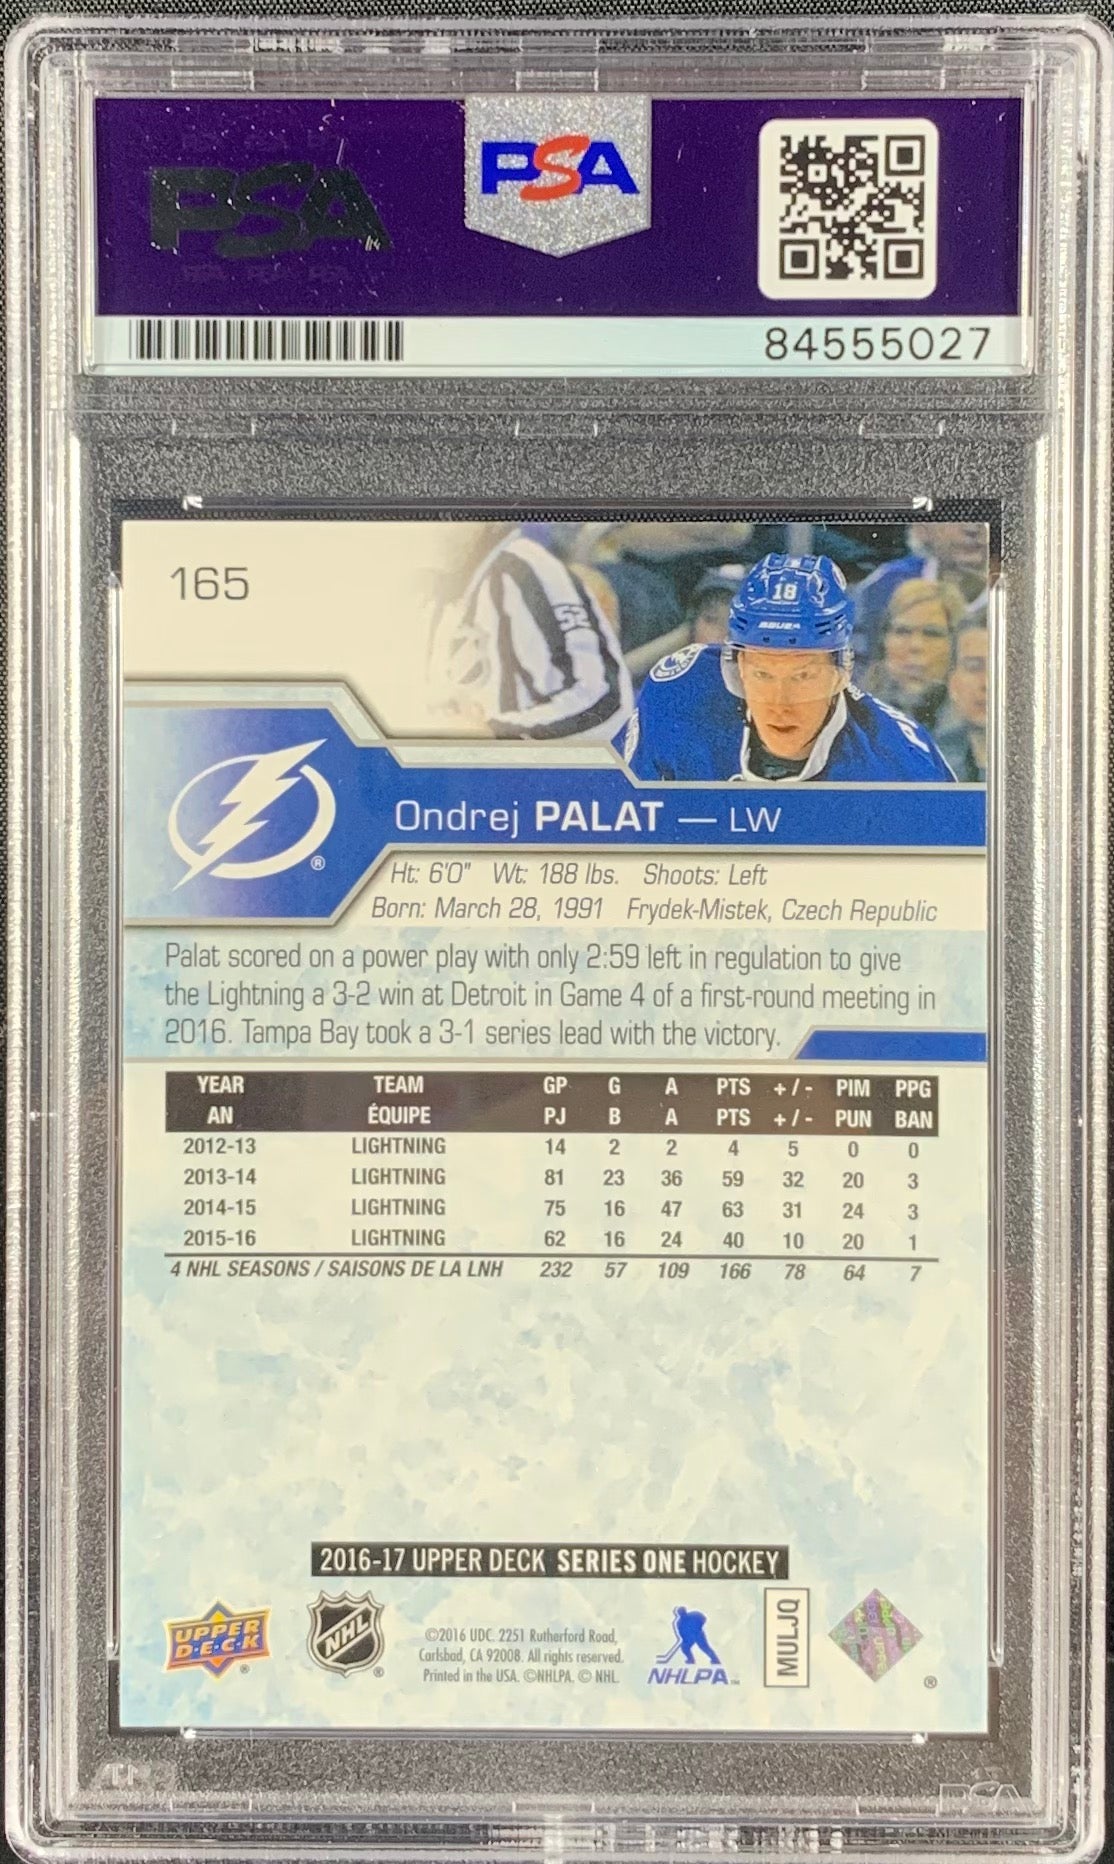 PSA
PSA
84555027
165
52
18
BAUER
Ondrej PALAT — LW
®
Ht: 6'0" Wt: 188 lbs. Shoots: Left
Born: March 28, 1991 Frydek-Mistek, Czech Republic
Palat scored on a power play with only 2:59 left in regulation to give
the Lightning a 3-2 win at Detroit in Game 4 of a first-round meeting in
2016. Tampa Bay took a 3-1 series lead with the victory.
YEAR TEAM GP G A PTS +/- PIM PPG
AN ÉQUIPE PJ B A PTS +/- PUN BAN
2012-13 LIGHTNING 14 2 2 4 5 0 0
2013-14 LIGHTNING 81 23 36 59 32 20 3
2014-15 LIGHTNING 75 16 47 63 31 24 3
2015-16 LIGHTNING 62 16 24 40 10 20 1
4 NHL SEASONS / SAISONS DE LA LNH 232 57 109 166 78 64 7
2016-17 UPPER DECK SERIES ONE HOCKEY
UPPER
D·E·C·K
®
NHL
®
©2016 UDC. 2251 Rutherford Road,
Carlsbad, CA 92008. All rights reserved.
Printed in the USA. ©NHLPA. © NHL.
NHLPA™
MULJQ
®
PSA